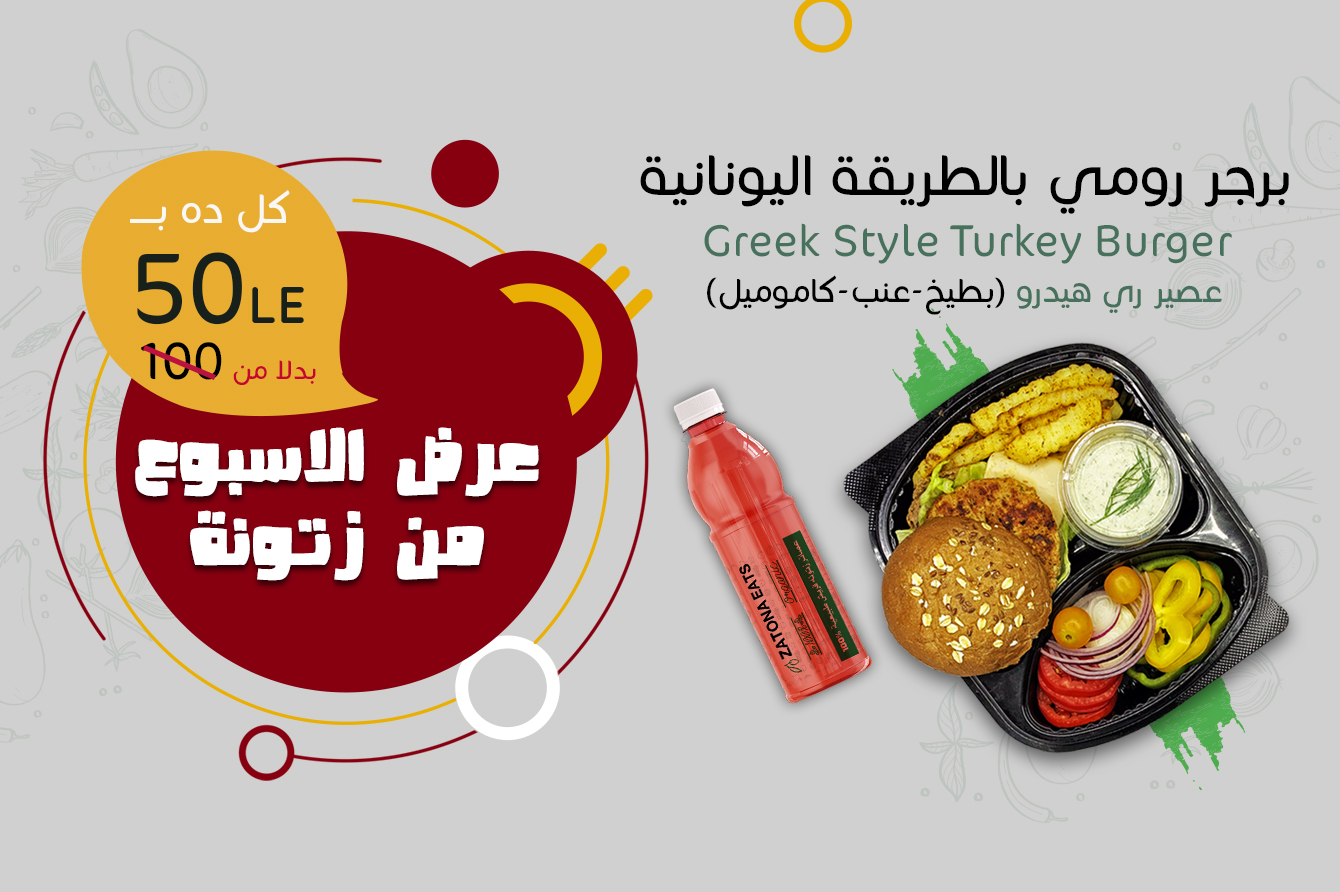 برجر رومي بالطريقة اليونانية
Greek Style Turkey Burger
عصير ري هيدرو (بطيخ-عنب-كاموميل)
كل ده بـ
50LE
بدلا من 100
عرض الاسبوع
من زتونة
ZATONA EATS